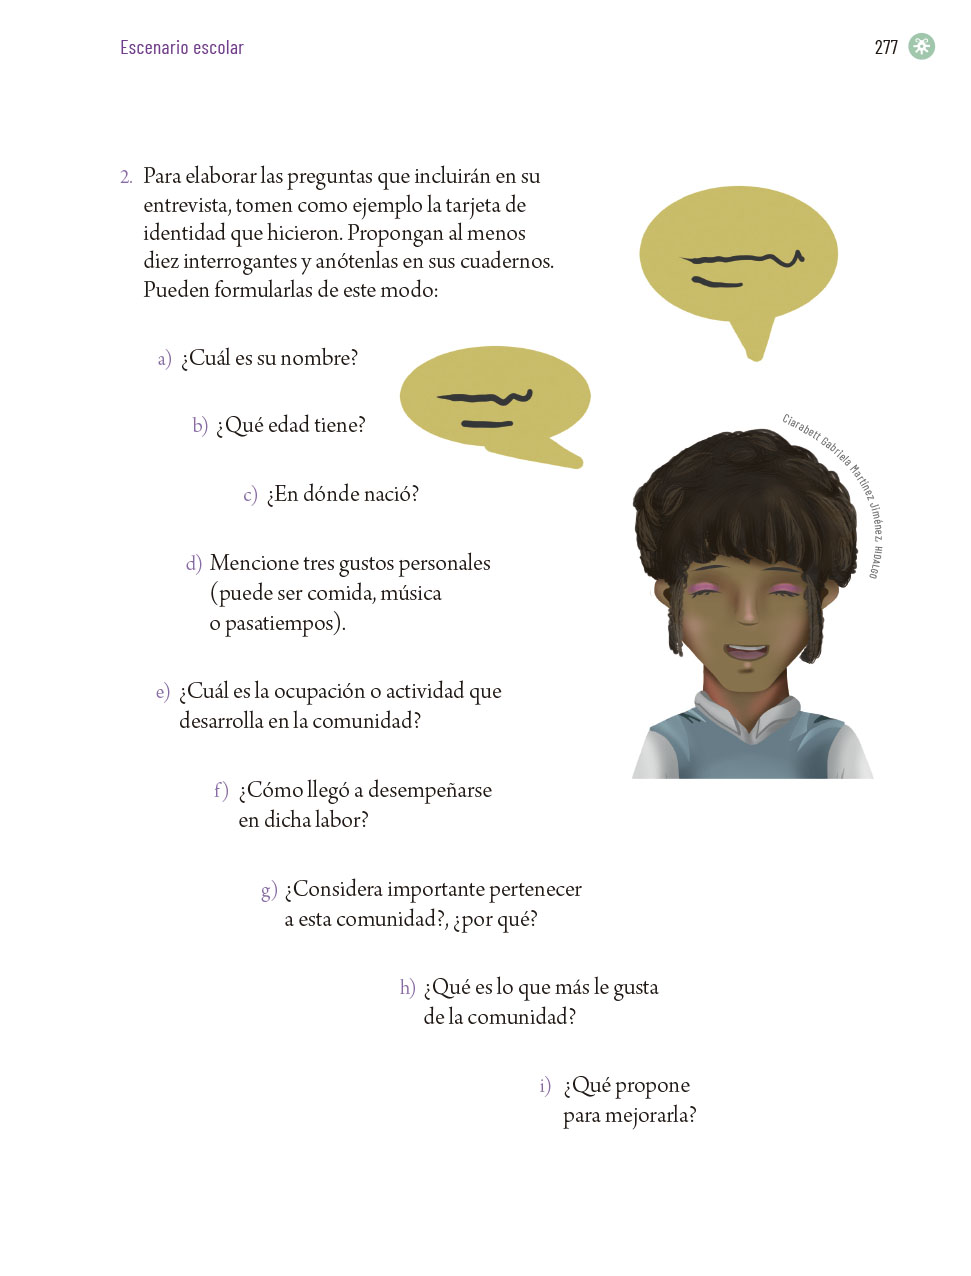 Escenario escolar
277
2. Para elaborar las preguntas que incluirán en su
entrevista, tomen como ejemplo la tarjeta de
identidad que hicieron. Propongan al menos
diez interrogantes y anótenlas en sus cuadernos.
Pueden formularlas de este modo:
a) ¿Cuál es su nombre?
b) ¿Qué edad tiene?
c) ¿En dónde nació?
d) Mencione tres gustos personales
(puede ser comida, música
o pasatiempos).
e) ¿Cuál es la ocupación o actividad que
desarrolla en la comunidad?
f) ¿Cómo llegó a desempeñarse
en dicha labor?
g) ¿Considera importante pertenecer
a esta comunidad?, ¿por qué?
h) ¿Qué es lo que más le gusta
de la comunidad?
i) ¿Qué propone
para mejorarla?
Ciarabett Gabriela Martínez Jiménez, HIDALGO